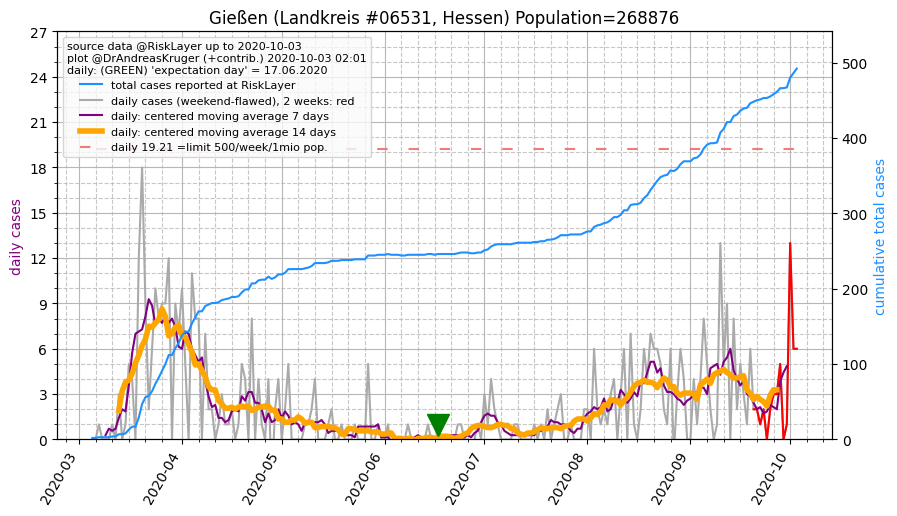 Gießen (Landkreis #06531, Hessen) Population=268876
source data @RiskLayer up to 2020-10-03
plot @DrAndreasKruger (+contrib.) 2020-10-03 02:01
daily: (GREEN) 'expectation day' = 17.06.2020
total cases reported at RiskLayer
daily cases (weekend-flawed), 2 weeks: red
daily: centered moving average 7 days
daily: centered moving average 14 days
daily 19.21 =limit 500/week/1mio pop.
daily cases
27
24
21
18
15
12
9
6
3
0
500
400
300
200
100
0
cumulative total cases
2020-03
2020-04
2020-05
2020-06
2020-07
2020-08
2020-09
2020-10